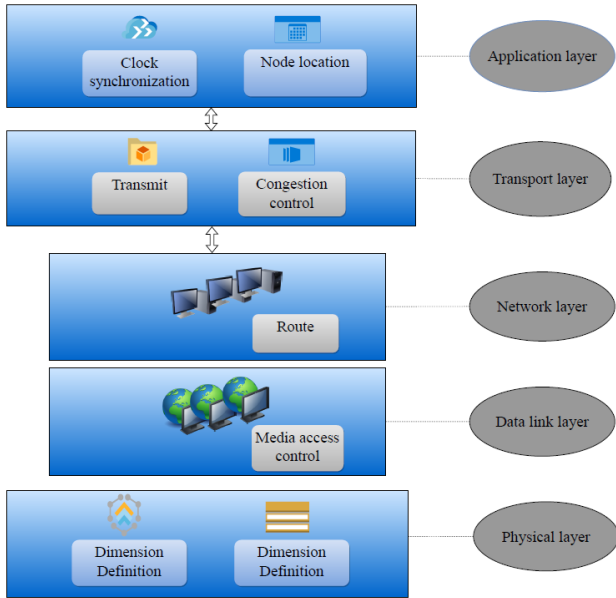 Clock
synchronization
Node location
Application layer
Transmit
Congestion
control
Transport layer
Route
Network layer
Media access
control
Data link layer
Dimension
Definition
Dimension
Definition
Physical layer